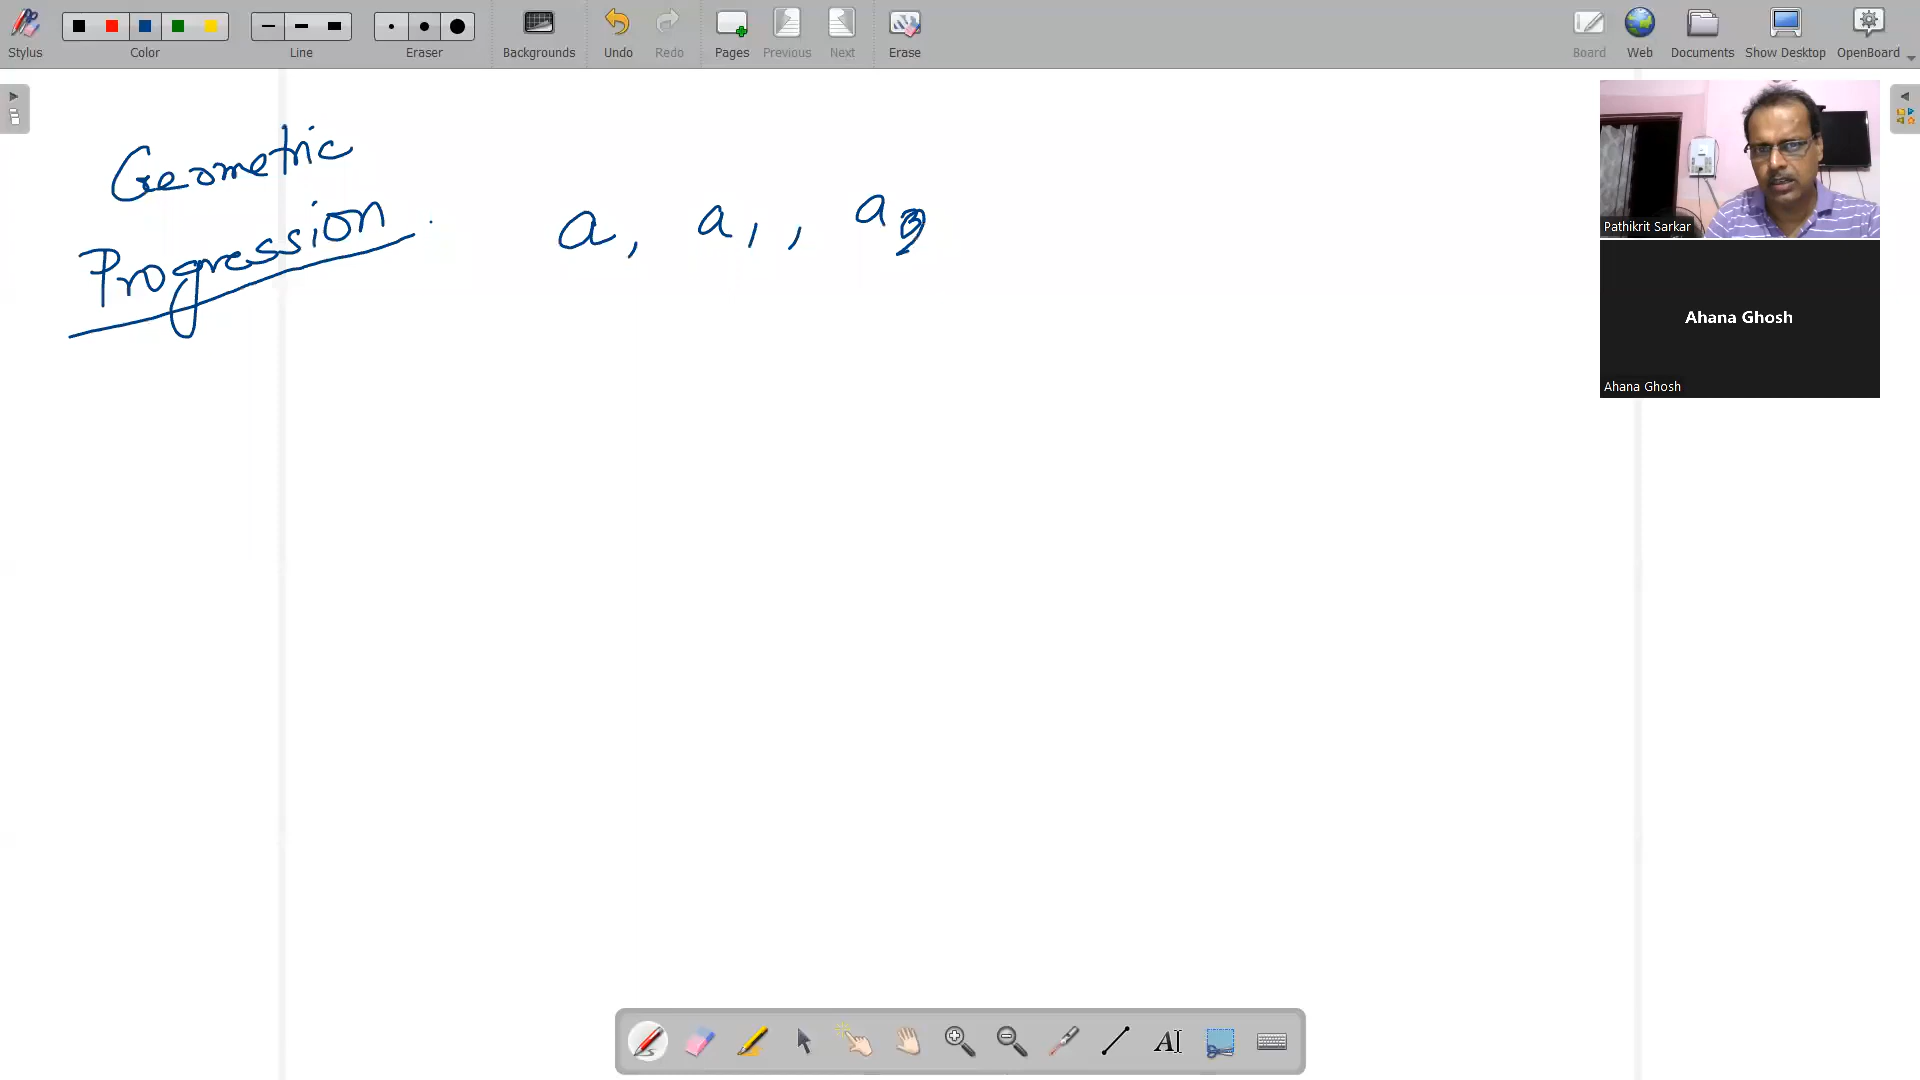 Stylus Color Line Eraser Backgrounds Undo Redo Pages Previous Next Erase Board Web Documents Show Desktop OpenBoard
Geometric
Progression.
a, a₁, a
Pathikrit Sarkar
Ahana Ghosh
Ahana Ghosh
AI